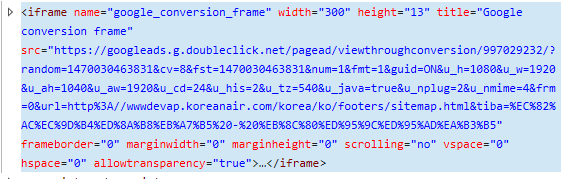 <iframe name="google_conversion_frame" width="300" height="13" title="Google
conversion frame"
src="https://googleads.g.doubleclick.net/pagead/viewthroughconversion/997029232/?
random=1470030463831&cv=8&fst=1470030463831&num=1&fmt=1&guid=ON&u_h=1080&u_w=1920
&u_ah=1040&u_aw=1920&u_cd=24&u_his=2&u_tz=540&u_java=true&u_nplug=2&u_nmime=4&frm
=0&url=http%3A//wwwdevap.koreanair.com/korea/ko/footers/sitemap.html&tiba=%EC%82%
AC%EC%9D%B4%ED%8A%B8%EB%A7%B5%20-%20%EB%8C%80%ED%95%9C%ED%95%AD%EA%B3%B5"
frameborder="0" marginwidth="0" marginheight="0" scrolling="no" vspace="0"
hspace="0" allowtransparency="true">…</iframe>